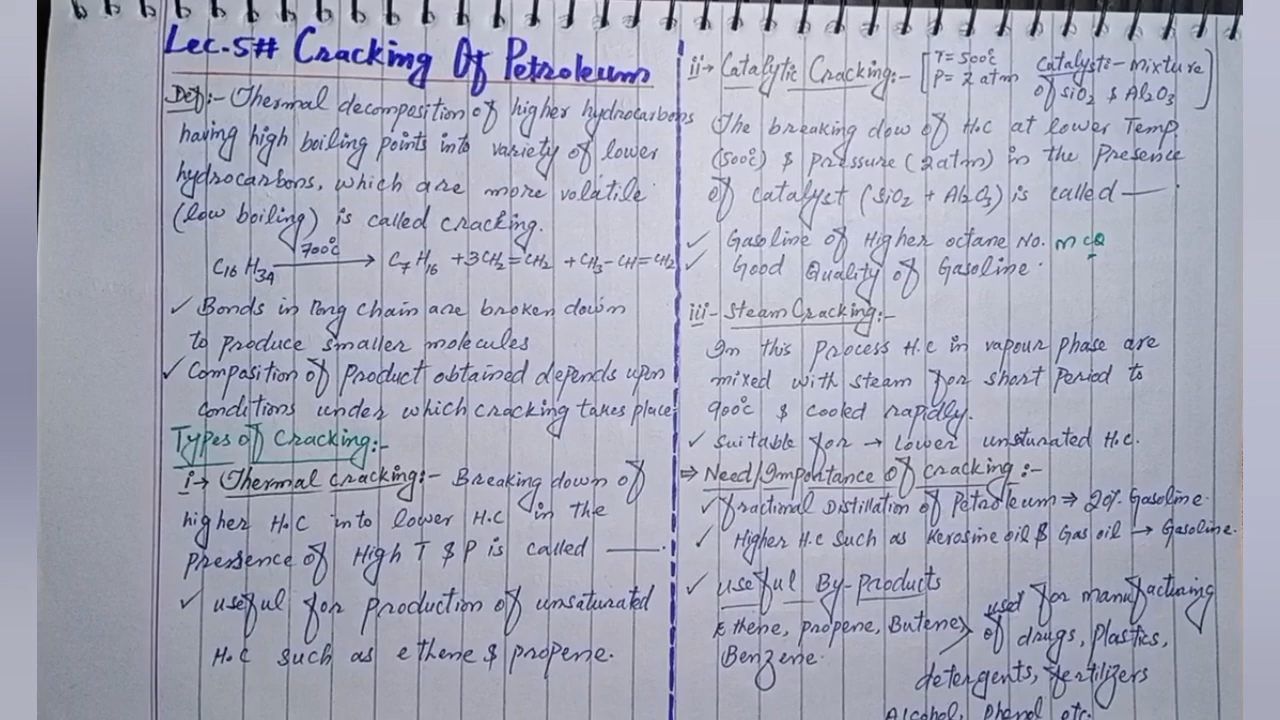 Lec-5# Cracking Of Petroleum
Def:- Thermal decomposition of higher hydrocarbons
having high boiling points into variety of lower
hydrocarbons, which are more volatile
(low boiling) is called cracking.
C16 H34 —700°C→ C7 H16 + 3CH2=CH2 + CH3-CH=CH2
✓ Bonds in long chain are broken down
to produce smaller molecules
✓ Composition of product obtained depends upon
conditions under which cracking takes place
Types of Cracking:-
i→ Thermal cracking:- Breaking down of
higher H.C into lower H.C in the
presence of High T & P is called ——.
✓ useful for production of unsaturated
H.C such as ethene & propene.
ii→ Catalytic Cracking:- [T=500°C P=2 atm Catalysts-mixture of SiO2 & Al2O3]
The breaking dow of H.C at lower Temp.
(500°C) & pressure (2atm) in the presence
of catalyst (SiO2 + Al2O3) is called ——.
✓ Gasoline of Higher octane No. mcQ
✓ Good Quality of Gasoline.
iii- Steam Cracking:-
In this process H.c in vapour phase are
mixed with steam for short period to
900°C & cooled rapidly.
✓ Suitable for → Lower unsturated H.C.
⇒ Need/Importance Of cracking:-
✓ fractional Distillation of Petroleum ⇒ 20% Gasoline.
✓ Higher H.C such as Kerosine oil & Gas oil → Gasoline.
✓ useful By-products
Ethene, propene, Butene,
Benzene.
used for manufacturing
of drugs, plastics,
detergents, fertilizers
Alcohol, phenol etc.